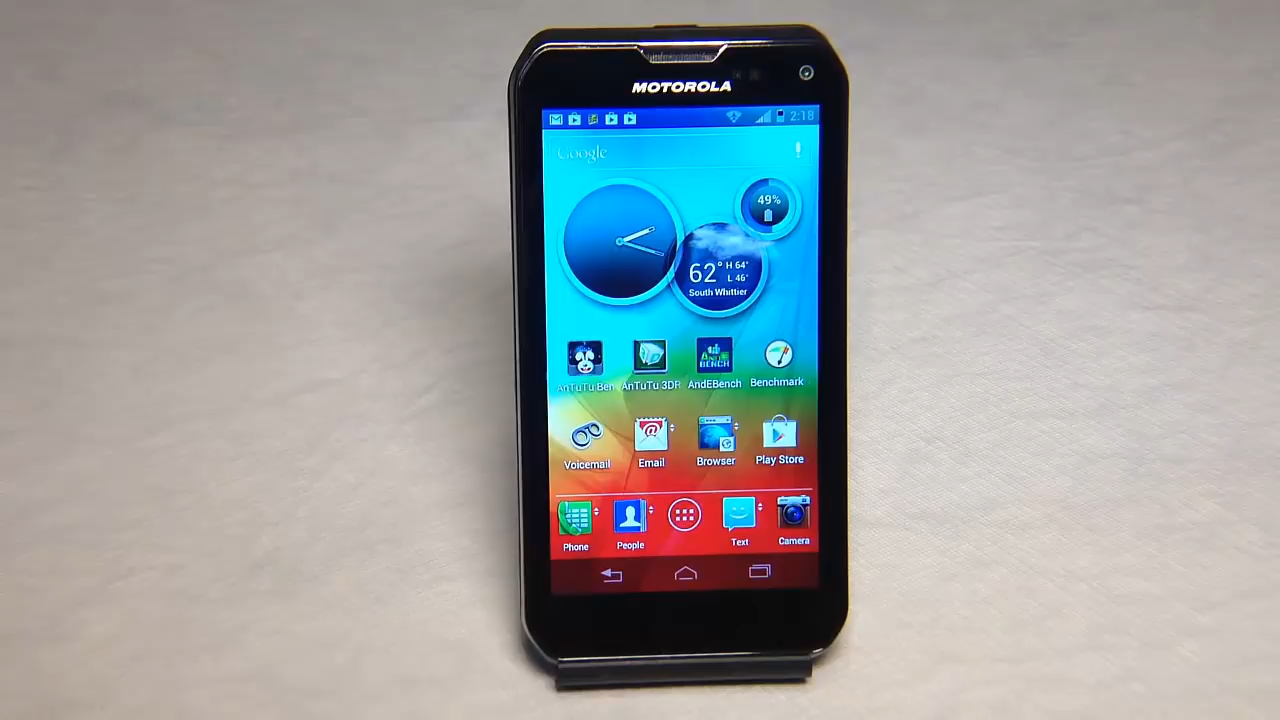 MOTOROLA
2:18
Google
49%
62° H 64°
L 46°
South Whittier
AnTuTu Ben AnTuTu 3DR AndEBench Benchmark
Voicemail Email Browser Play Store
Phone People Text Camera